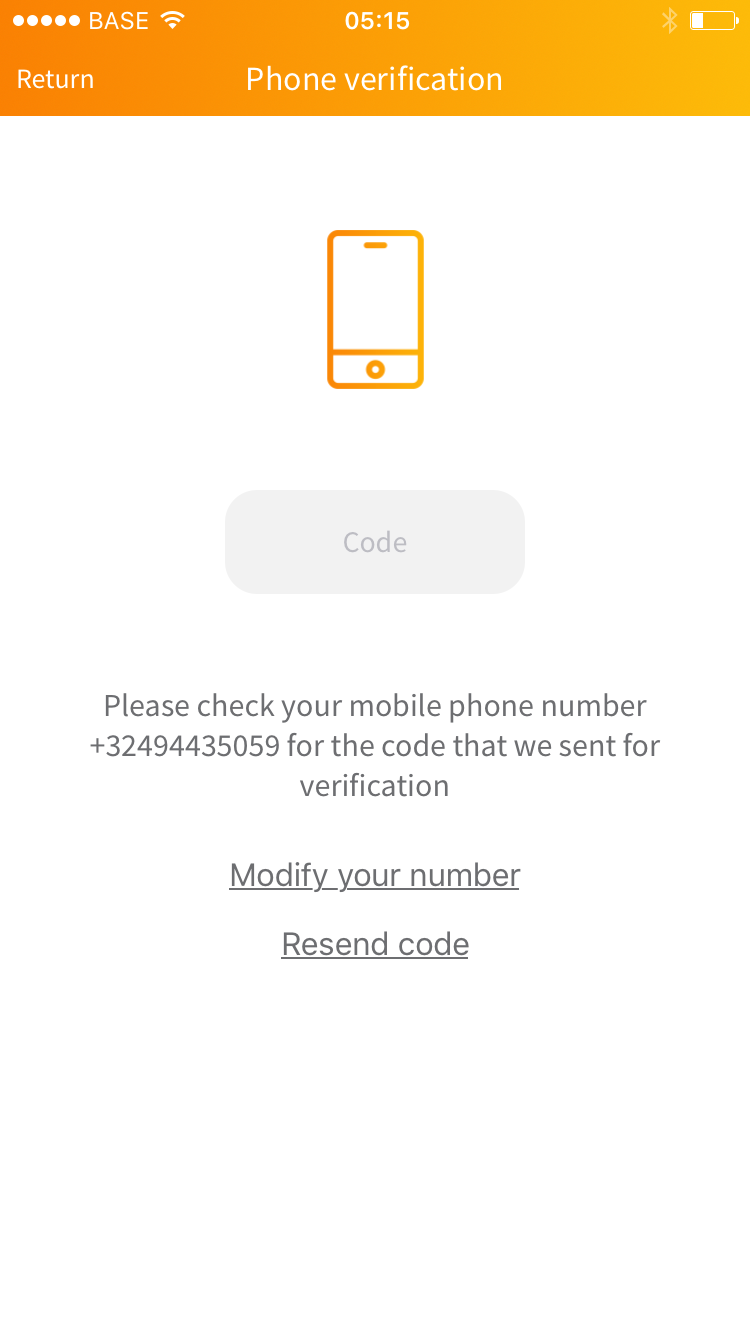 BASE 05:15
Return Phone verification
Code
Please check your mobile phone number
+32494435059 for the code that we sent for
verification
Modify your number
Resend code